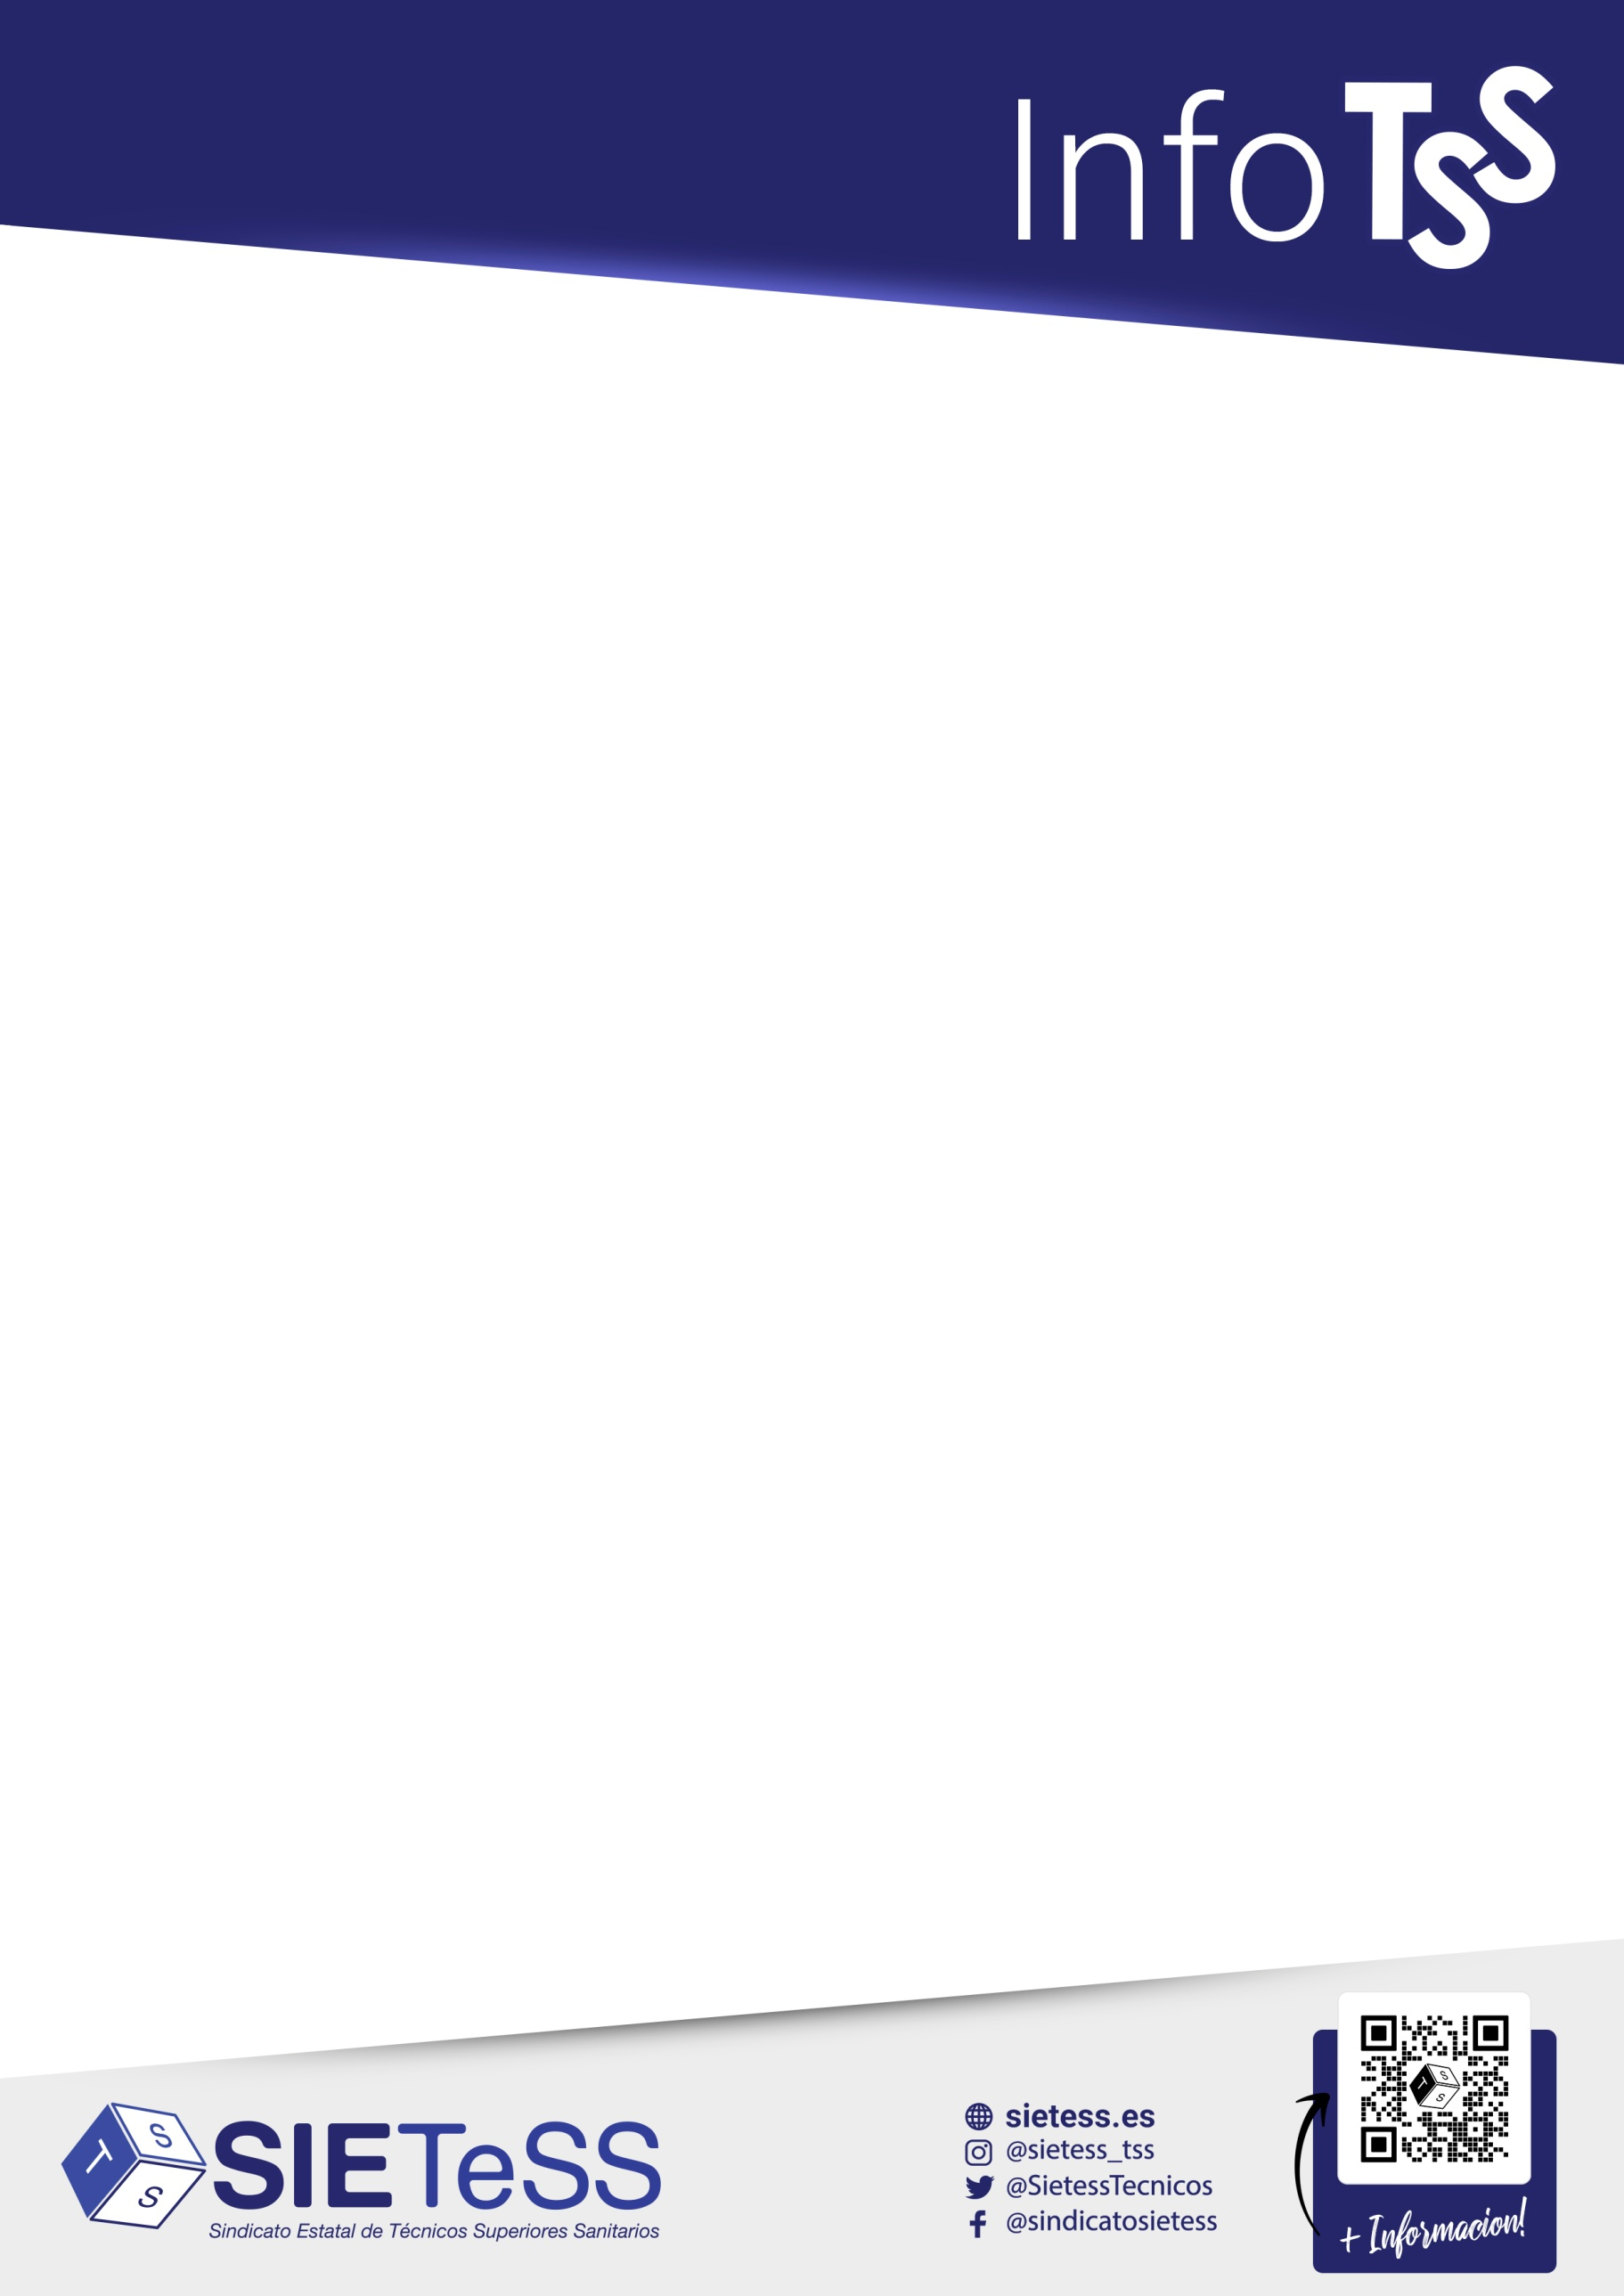 Info TSS
T S S
SIETeSS
Sindicato Estatal de Técnicos Superiores Sanitarios
sietess.es
@sietess_tss
@SietessTecnicos
@sindicatosietess
T S S
+ Informacion!